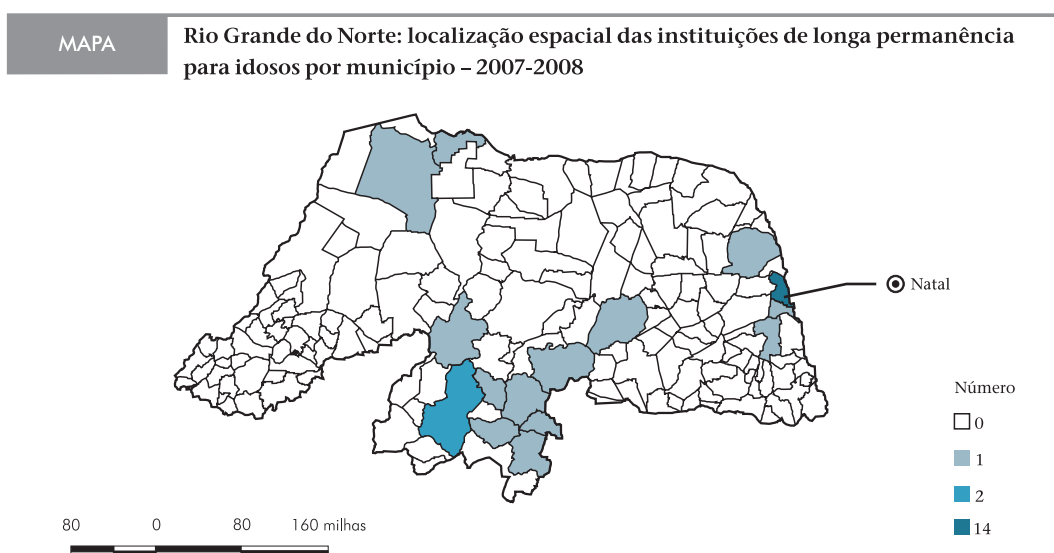 MAPA
Rio Grande do Norte: localização espacial das instituições de longa permanência
para idosos por município – 2007-2008
Natal
Número
0
1
2
14
80 0 80 160 milhas